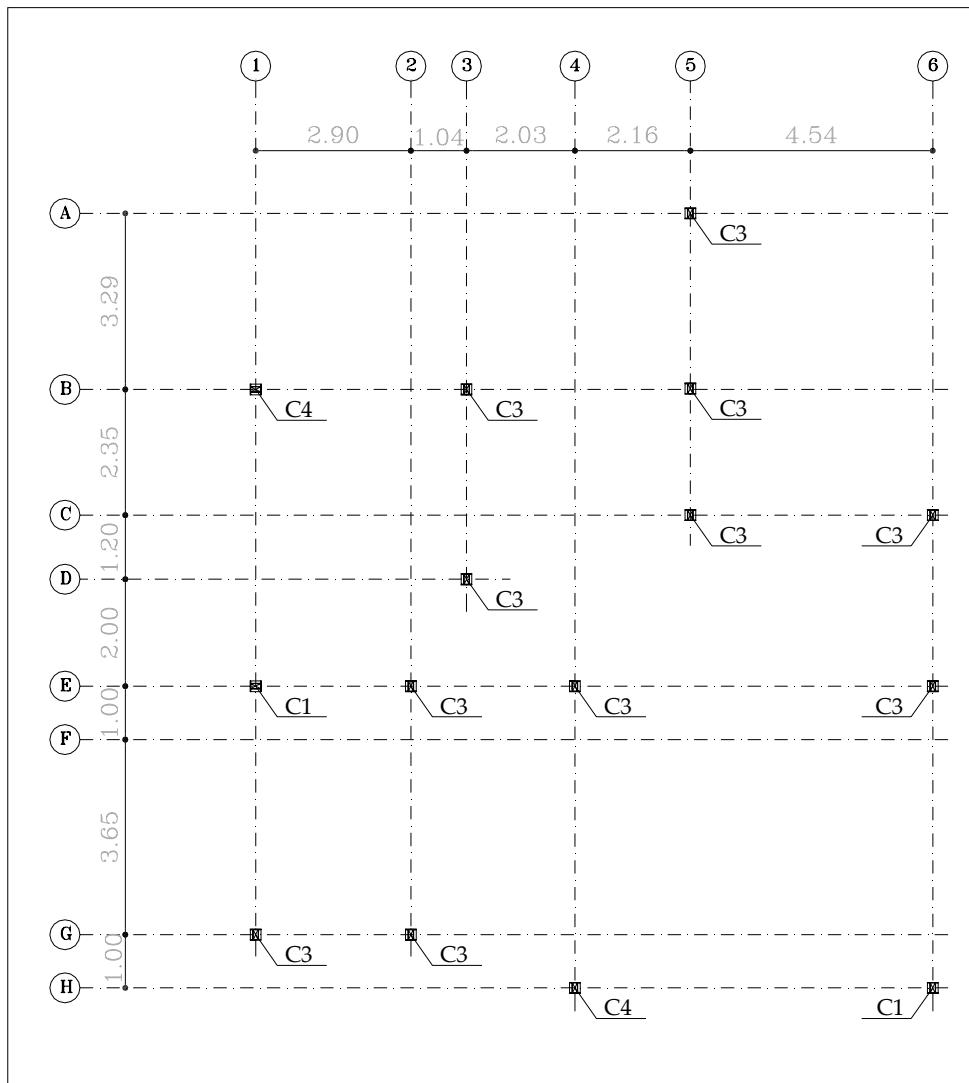 1 2 3 4 5 6
2.90 1.04 2.03 2.16 4.54
A
C3
3.29
B
C4 C3 C3
2.35
C
C3 C3
1.20
D
C3
2.00
E
C1 C3 C3 C3
1.00
F
3.65
G
C3 C3
1.00
H
C4 C1